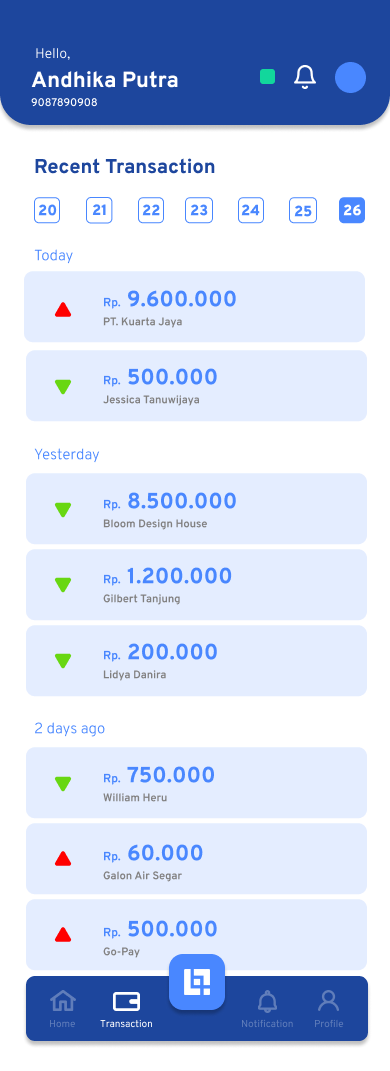 Hello,
Andhika Putra
9087890908
Recent Transaction
20 21 22 23 24 25 26
Today
Rp. 9.600.000
PT. Kuarta Jaya
Rp. 500.000
Jessica Tanuwijaya
Yesterday
Rp. 8.500.000
Bloom Design House
Rp. 1.200.000
Gilbert Tanjung
Rp. 200.000
Lidya Danira
2 days ago
Rp. 750.000
William Heru
Rp. 60.000
Galon Air Segar
Rp. 500.000
Go-Pay
Home Transaction Notification Profile